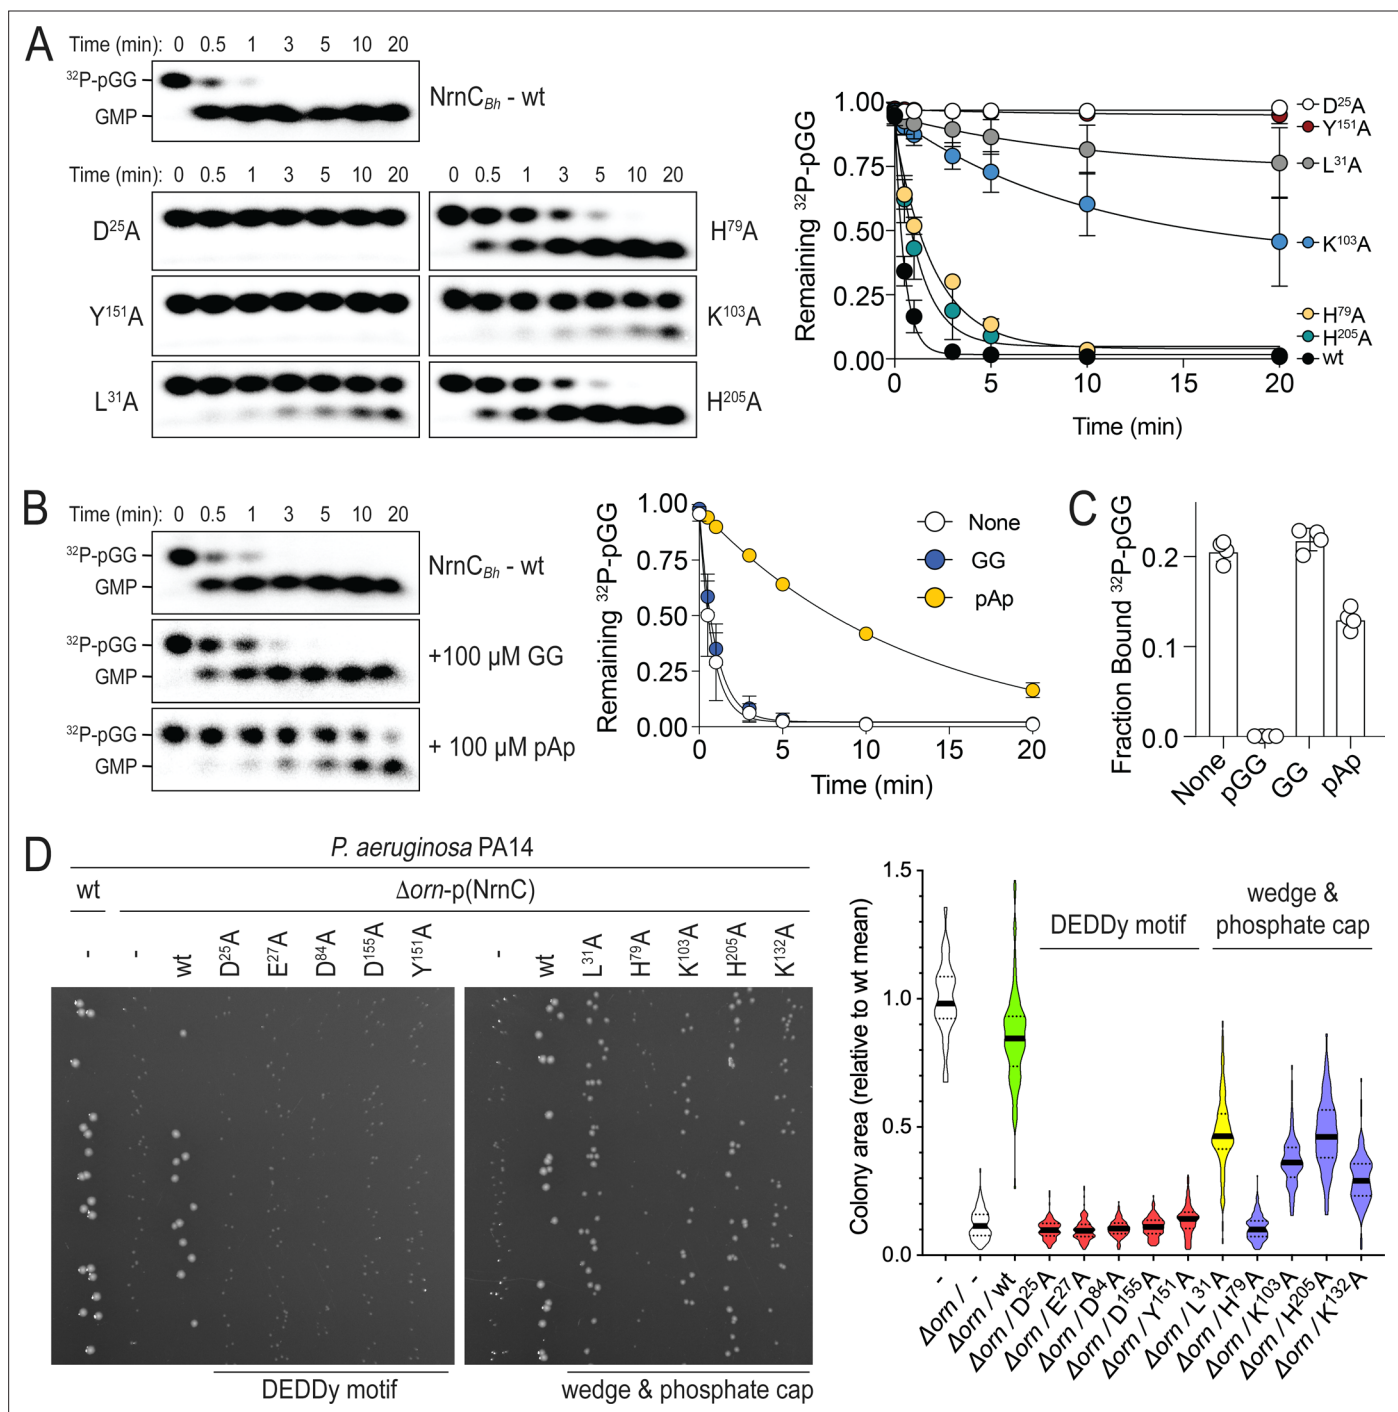 A
Time (min): 0 0.5 1 3 5 10 20
³²P-pGG
GMP
NrnC_Bh - wt
Time (min): 0 0.5 1 3 5 10 20
0 0.5 1 3 5 10 20
D²⁵A
H⁷⁹A
Y¹⁵¹A
K¹⁰³A
L³¹A
H²⁰⁵A
Remaining ³²P-pGG
1.00
0.75
0.50
0.25
0.00
0 5 10 15 20
Time (min)
D²⁵A
Y¹⁵¹A
L³¹A
K¹⁰³A
H⁷⁹A
H²⁰⁵A
wt
B
Time (min): 0 0.5 1 3 5 10 20
³²P-pGG
GMP
NrnC_Bh - wt
³²P-pGG
GMP
+100 µM GG
³²P-pGG
GMP
+ 100 µM pAp
Remaining ³²P-pGG
1.00
0.75
0.50
0.25
0.00
0 5 10 15 20
Time (min)
None
GG
pAp
C
Fraction Bound ³²P-pGG
0.2
0.1
0.0
None
pGG
GG
pAp
D
P. aeruginosa PA14
wt
Δorn-p(NrnC)
- - wt D²⁵A E²⁷A D⁸⁴A D¹⁵⁵A Y¹⁵¹A
- wt L³¹A H⁷⁹A K¹⁰³A H²⁰⁵A K¹³²A
DEDDy motif
wedge & phosphate cap
Colony area (relative to wt mean)
1.5
1.0
0.5
0.0
DEDDy motif
wedge &
phosphate cap
-
Δorn / -
Δorn / wt
Δorn / D²⁵A
Δorn / E²⁷A
Δorn / D⁸⁴A
Δorn / D¹⁵⁵A
Δorn / Y¹⁵¹A
Δorn / L³¹A
Δorn / H⁷⁹A
Δorn / K¹⁰³A
Δorn / H²⁰⁵A
Δorn / K¹³²A